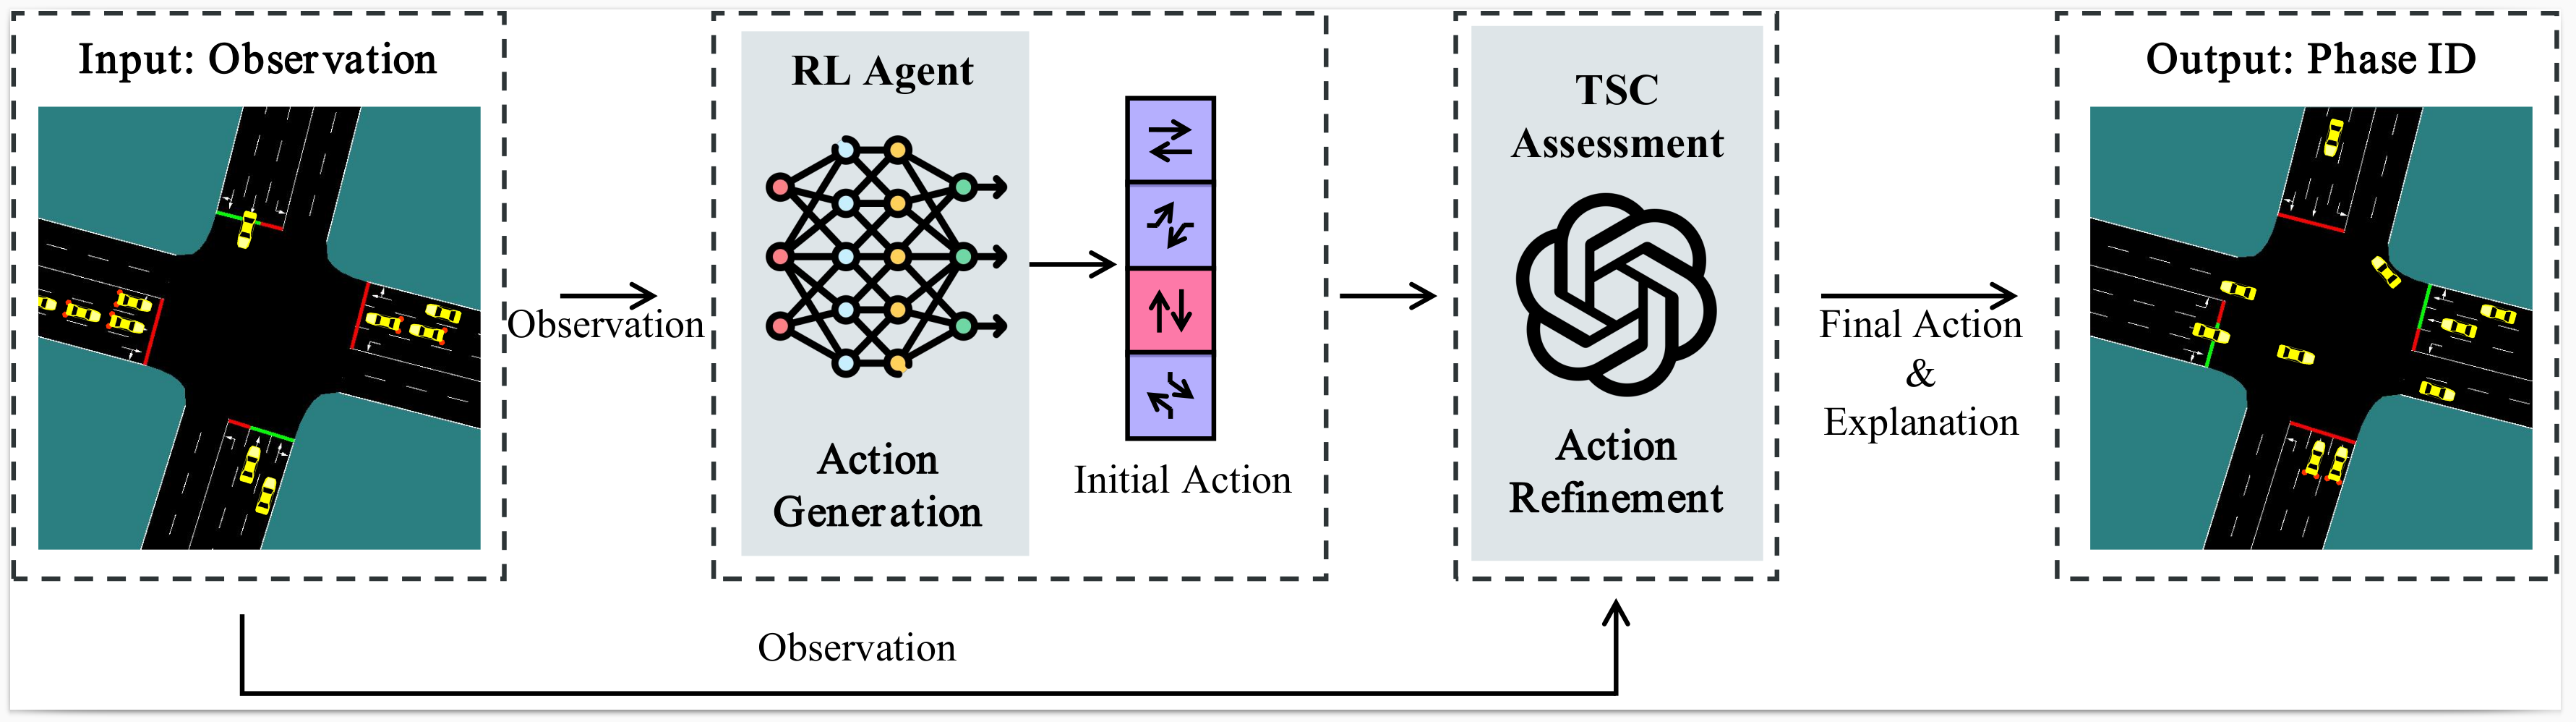 Input: Observation
Observation
RL Agent
Action
Generation
Initial Action
TSC
Assessment
Action
Refinement
Final Action
&
Explanation
Output: Phase ID
Observation